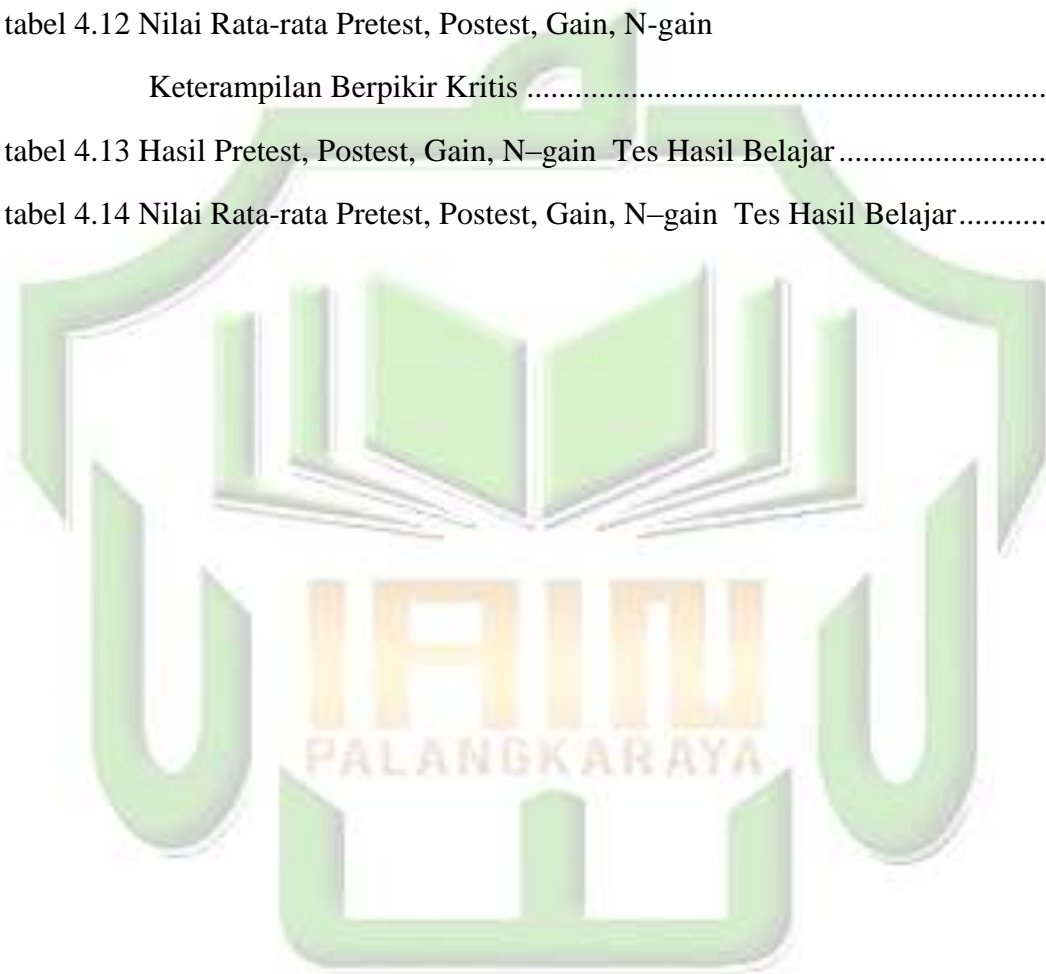 tabel 4.12 Nilai Rata-rata Pretest, Postest, Gain, N-gain
Keterampilan Berpikir Kritis .................................................................
tabel 4.13 Hasil Pretest, Postest, Gain, N–gain Tes Hasil Belajar ..........................
tabel 4.14 Nilai Rata-rata Pretest, Postest, Gain, N–gain Tes Hasil Belajar ...........
IAIN
PALANGKARAYA